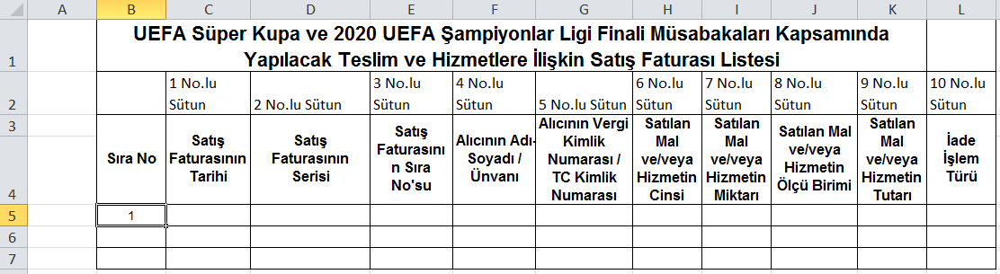 A B C D E F G H I J K L
1
UEFA Süper Kupa ve 2020 UEFA Şampiyonlar Ligi Finali Müsabakaları Kapsamında
Yapılacak Teslim ve Hizmetlere İlişkin Satış Faturası Listesi
2
1 No.lu
Sütun
2 No.lu Sütun
3 No.lu
Sütun
4 No.lu
Sütun
5 No.lu Sütun
6 No.lu
Sütun
7 No.lu
Sütun
8 No.lu
Sütun
9 No.lu
Sütun
10 No.lu
Sütun
3
4
Sıra No
Satış
Faturasının
Tarihi
Satış
Faturasının
Serisi
Satış
Faturasını
n Sıra
No'su
Alıcının Adı-
Soyadı /
Ünvanı
Alıcının Vergi
Kimlik
Numarası /
TC Kimlik
Numarası
Satılan
Mal
ve/veya
Hizmetin
Cinsi
Satılan
Mal
ve/veya
Hizmetin
Miktarı
Satılan Mal
ve/veya
Hizmetin
Ölçü Birimi
Satılan
Mal
ve/veya
Hizmetin
Tutarı
İade
İşlem
Türü
5 1
6
7